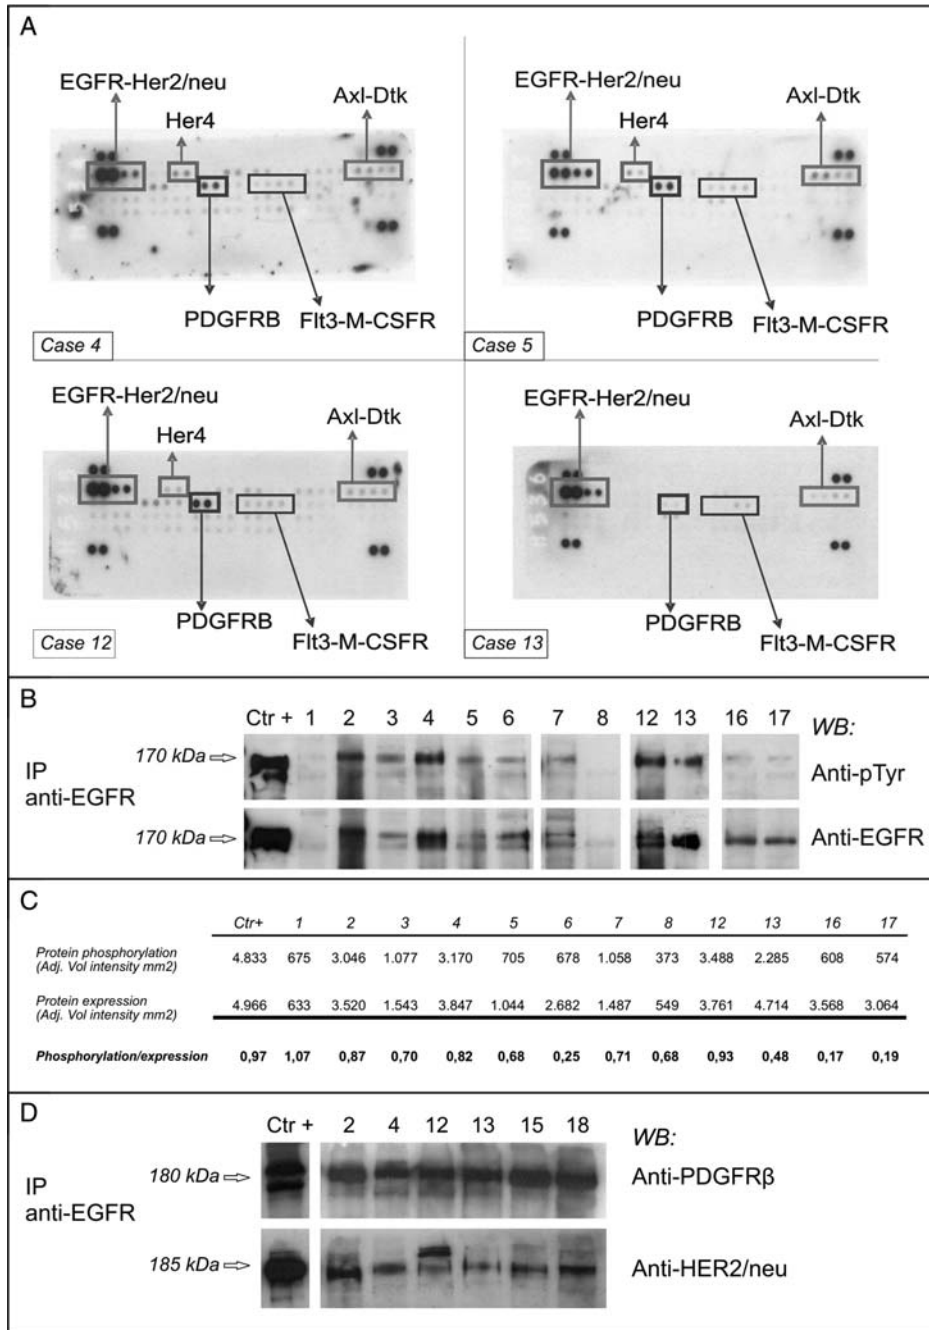 A
EGFR-Her2/neu
Her4
Axl-Dtk
PDGFRB
Flt3-M-CSFR
Case 4
EGFR-Her2/neu
Her4
Axl-Dtk
PDGFRB
Flt3-M-CSFR
Case 5
EGFR-Her2/neu
Her4
Axl-Dtk
PDGFRB
Flt3-M-CSFR
Case 12
EGFR-Her2/neu
Axl-Dtk
PDGFRB
Flt3-M-CSFR
Case 13
B
Ctr + 1 2 3 4 5 6 7 8 12 13 16 17 WB:
IP
anti-EGFR
170 kDa
Anti-pTyr
170 kDa
Anti-EGFR
C
Ctr+ 1 2 3 4 5 6 7 8 12 13 16 17
Protein phosphorylation
(Adj. Vol intensity mm2)
4.833 675 3.046 1.077 3.170 705 678 1.058 373 3.488 2.285 608 574
Protein expression
(Adj. Vol intensity mm2)
4.966 633 3.520 1.543 3.847 1.044 2.682 1.487 549 3.761 4.714 3.568 3.064
Phosphorylation/expression 0,97 1,07 0,87 0,70 0,82 0,68 0,25 0,71 0,68 0,93 0,48 0,17 0,19
D
Ctr + 2 4 12 13 15 18
WB:
IP
anti-EGFR
180 kDa
Anti-PDGFRβ
185 kDa
Anti-HER2/neu